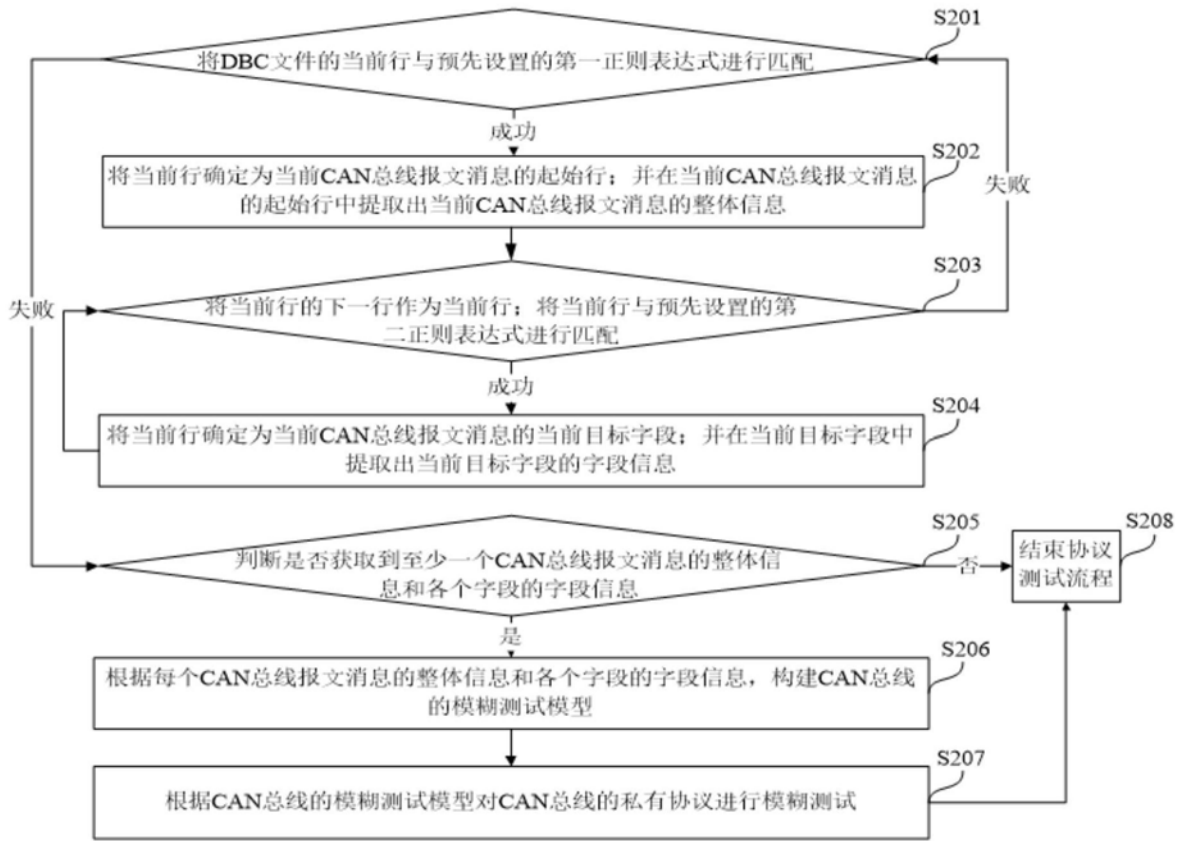 S201
将DBC文件的当前行与预先设置的第一正则表达式进行匹配
成功
S202
将当前行确定为当前CAN总线报文消息的起始行；并在当前CAN总线报文消息
的起始行中提取出当前CAN总线报文消息的整体信息
失败
S203
将当前行的下一行作为当前行；将当前行与预先设置的第
二正则表达式进行匹配
失败
成功
S204
将当前行确定为当前CAN总线报文消息的当前目标字段；并在当前目标字段中
提取出当前目标字段的字段信息
S205
判断是否获取到至少一个CAN总线报文消息的整体信
息和各个字段的字段信息
否
S208
结束协议
测试流程
是
S206
根据每个CAN总线报文消息的整体信息和各个字段的字段信息，构建CAN总线
的模糊测试模型
S207
根据CAN总线的模糊测试模型对CAN总线的私有协议进行模糊测试